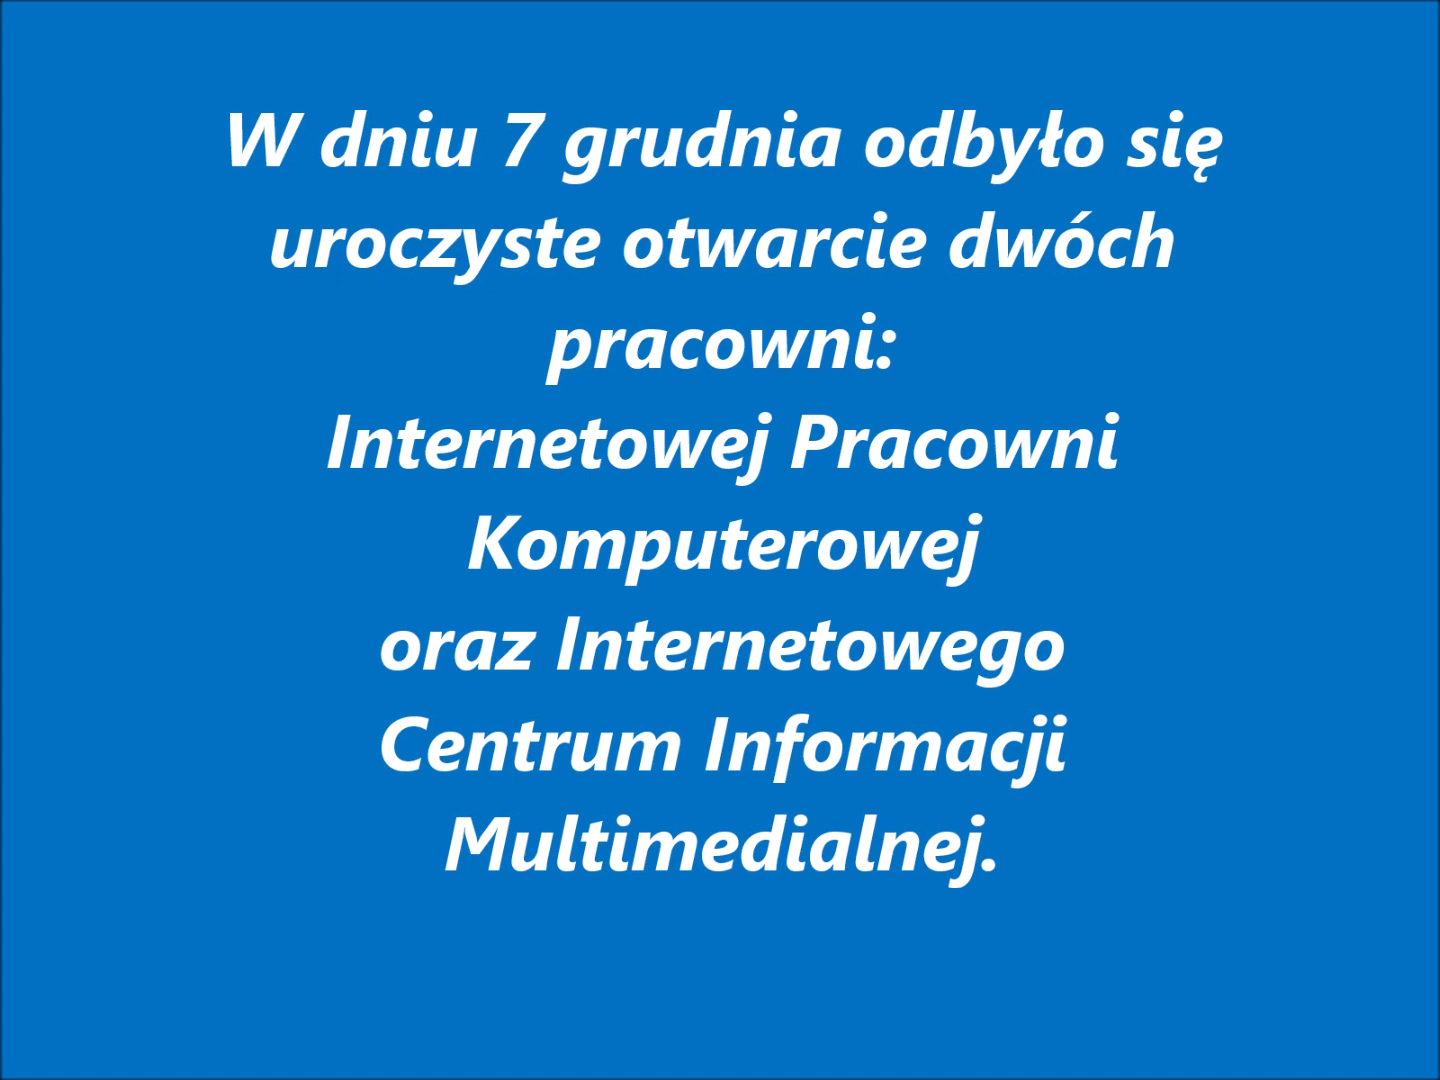 W dniu 7 grudnia odbyło się
uroczyste otwarcie dwóch
pracowni:
Internetowej Pracowni
Komputerowej
oraz Internetowego
Centrum Informacji
Multimedialnej.